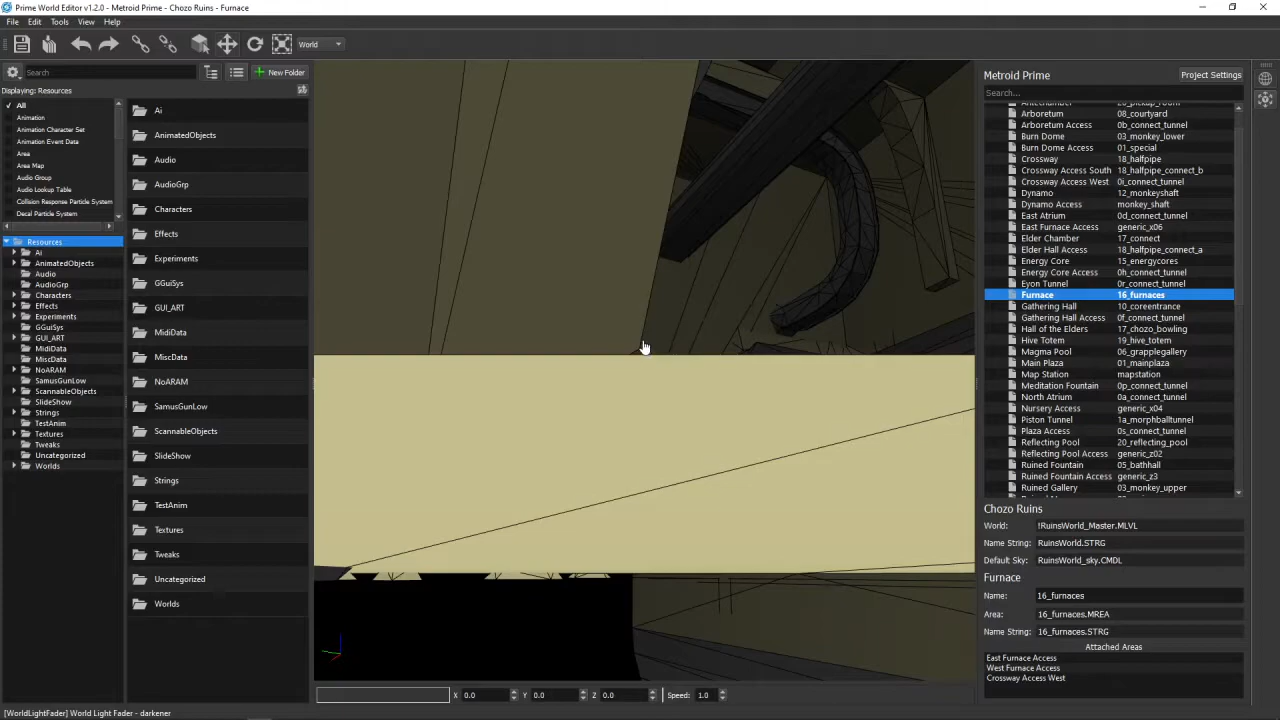 Prime World Editor v1.2.0 - Metroid Prime - Chozo Ruins - Furnace
File Edit Tools View Help
World
Search
New Folder
Displaying: Resources
All
Animation
Animation Character Set
Animation Event Data
Area
Area Map
Audio Group
Audio Lookup Table
Collision Response Particle System
Decal Particle System
Resources
Ai
AnimatedObjects
Audio
AudioGrp
Characters
Effects
Experiments
GGuiSys
GUI_ART
MidiData
MiscData
NoARAM
SamusGunLow
ScannableObjects
SlideShow
Strings
TestAnim
Textures
Tweaks
Uncategorized
Worlds
Ai
AnimatedObjects
Audio
AudioGrp
Characters
Effects
Experiments
GGuiSys
GUI_ART
MidiData
MiscData
NoARAM
SamusGunLow
ScannableObjects
SlideShow
Strings
TestAnim
Textures
Tweaks
Uncategorized
Worlds
X 0.0 Y 0.0 Z 0.0 Speed: 1.0
Metroid Prime
Project Settings
Search...
Antechamber 20_pickup_room
Arboretum 08_courtyard
Arboretum Access 0b_connect_tunnel
Burn Dome 03_monkey_lower
Burn Dome Access 01_special
Crossway 18_halfpipe
Crossway Access South 18_halfpipe_connect_b
Crossway Access West 0i_connect_tunnel
Dynamo 12_monkeyshaft
Dynamo Access monkey_shaft
East Atrium 0d_connect_tunnel
East Furnace Access generic_x06
Elder Chamber 17_connect
Elder Hall Access 18_halfpipe_connect_a
Energy Core 15_energycores
Energy Core Access 0h_connect_tunnel
Eyon Tunnel 0r_connect_tunnel
Furnace 16_furnaces
Gathering Hall 10_coreentrance
Gathering Hall Access 0f_connect_tunnel
Hall of the Elders 17_chozo_bowling
Hive Totem 19_hive_totem
Magma Pool 06_grapplegallery
Main Plaza 01_mainplaza
Map Station mapstation
Meditation Fountain 0p_connect_tunnel
North Atrium 0a_connect_tunnel
Nursery Access generic_x04
Piston Tunnel 1a_morphballtunnel
Plaza Access 0s_connect_tunnel
Reflecting Pool 20_reflecting_pool
Reflecting Pool Access generic_z02
Ruined Fountain 05_bathhall
Ruined Fountain Access generic_z3
Ruined Gallery 03_monkey_upper
Chozo Ruins
World: !RuinsWorld_Master.MLVL
Name String: RuinsWorld.STRG
Default Sky: RuinsWorld_sky.CMDL
Furnace
Name: 16_furnaces
Area: 16_furnaces.MREA
Name String: 16_furnaces.STRG
Attached Areas
East Furnace Access
West Furnace Access
Crossway Access West
[WorldLightFader] World Light Fader - darkener